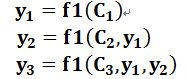 y₁ = f1(C₁)↲
y₂ = f1(C₂,y₁)
y₃ = f1(C₃,y₁,y₂)